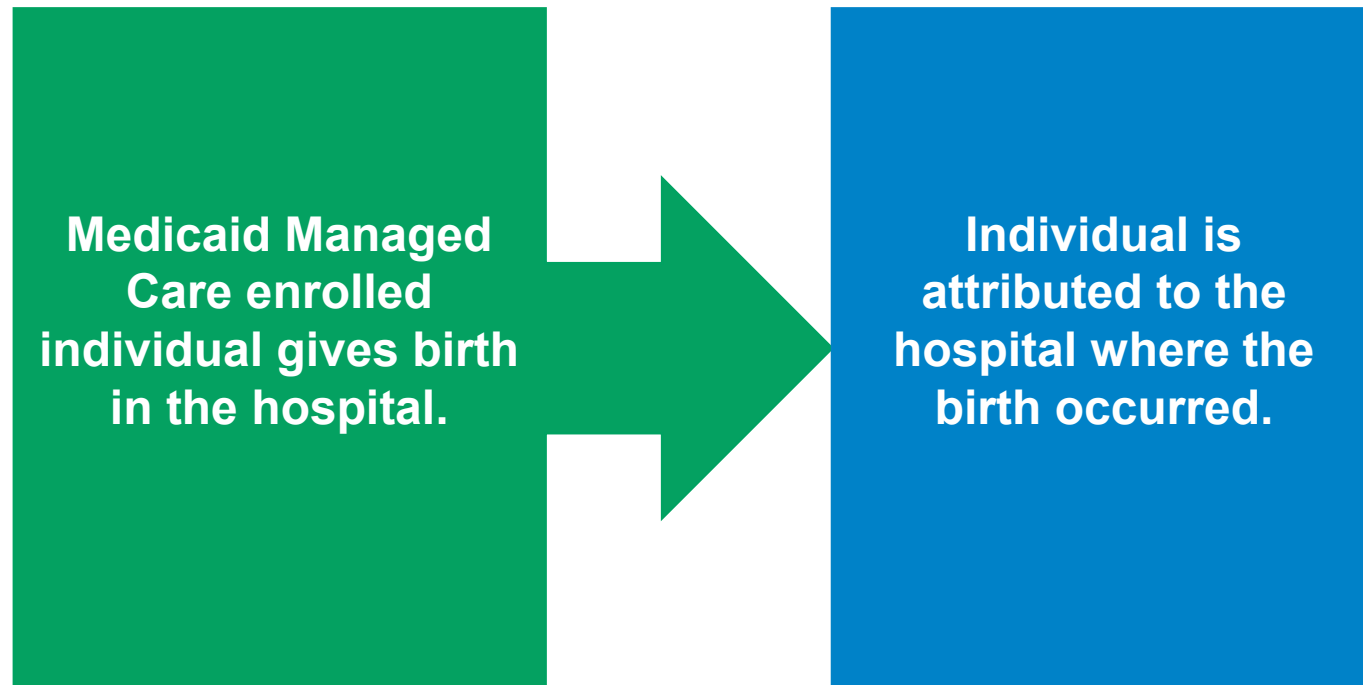 Medicaid Managed
Care enrolled
individual gives birth
in the hospital.
Individual is
attributed to the
hospital where the
birth occurred.